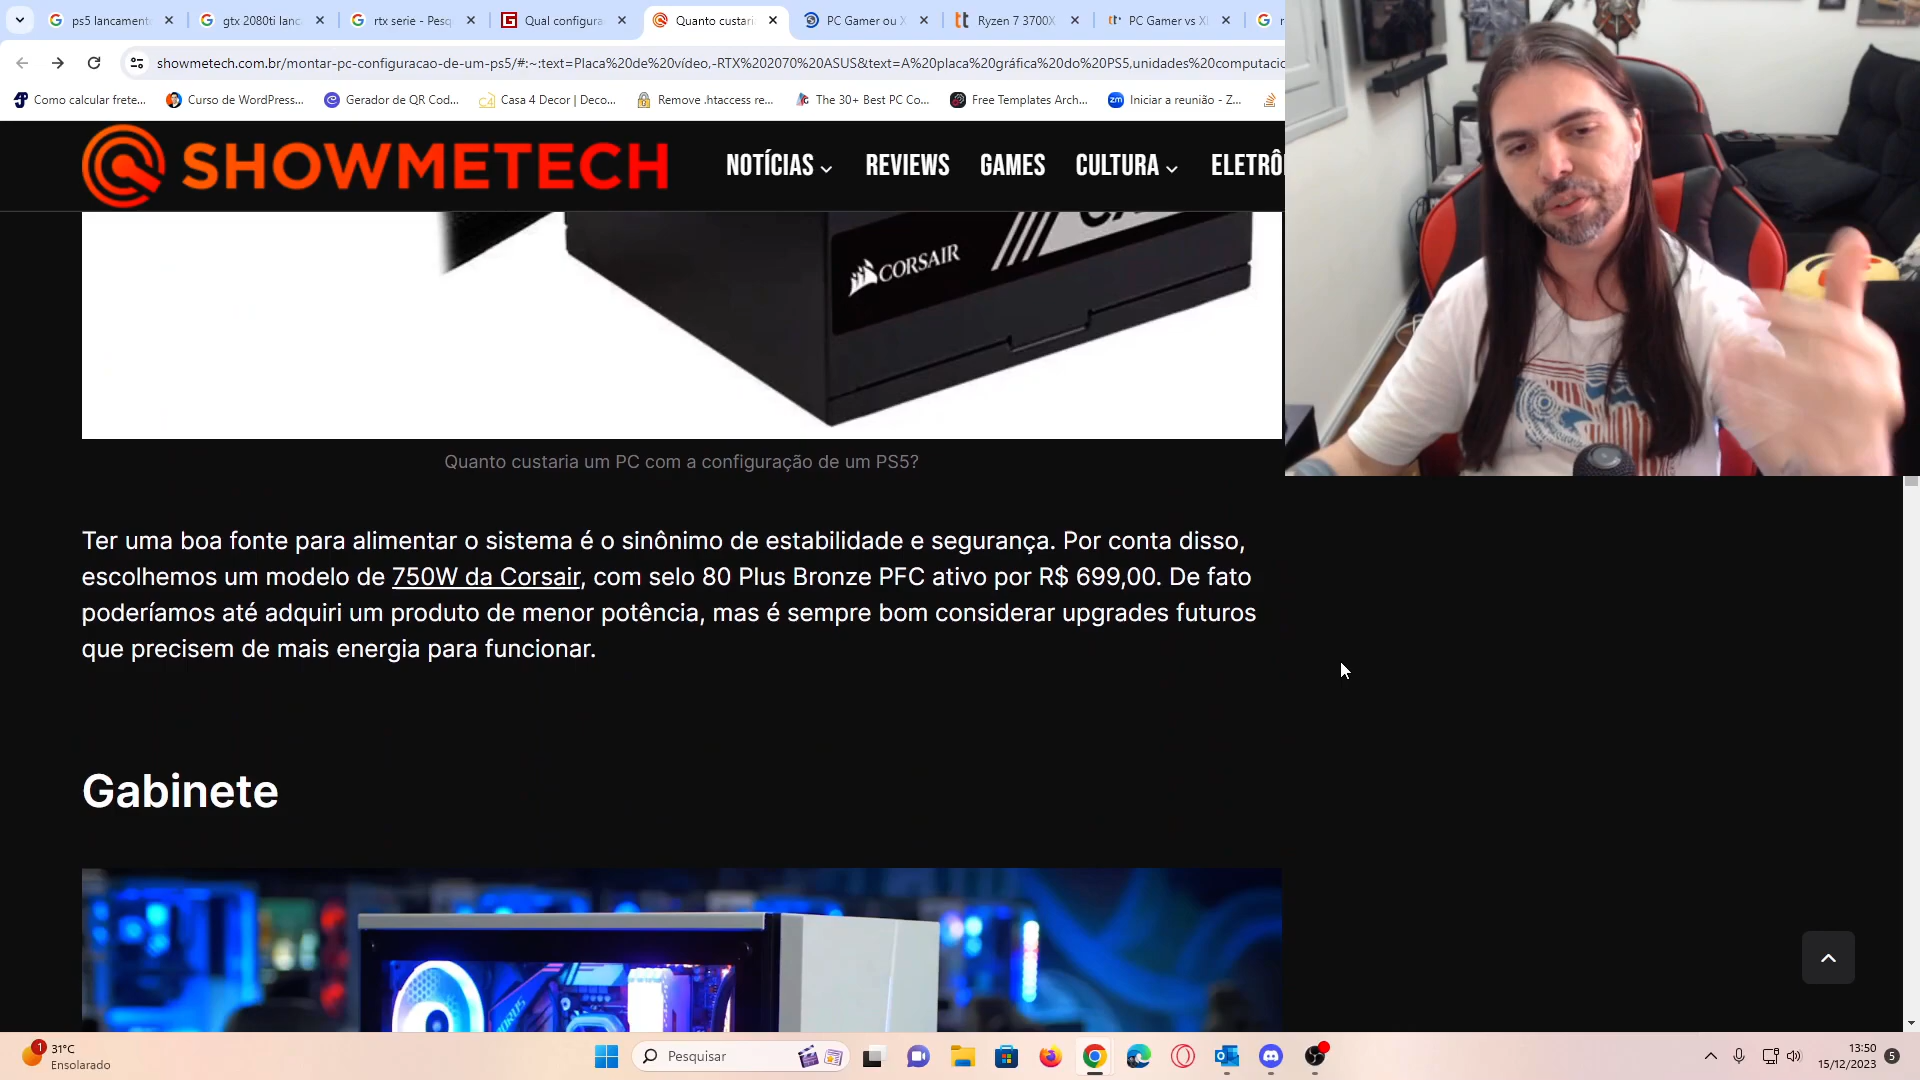 ps5 lancament
gtx 2080ti lanc
rtx serie - Pesq
Qual configura
Quanto custari
PC Gamer ou X
Ryzen 7 3700X
PC Gamer vs X
showmetech.com.br/montar-pc-configuracao-de-um-ps5/#:~:text=Placa%20de%20vídeo,-RTX%202070%20ASUS&text=A%20placa%20gráfica%20do%20PS5,unidades%20computacio
Como calcular frete...
Curso de WordPress...
Gerador de QR Cod...
Casa 4 Decor | Deco...
Remove .htaccess re...
The 30+ Best PC Co...
Free Templates Arch...
Iniciar a reunião - Z...
SHOWMETECH
NOTÍCIAS
REVIEWS
GAMES
CULTURA
ELETRÔ
CORSAIR
Quanto custaria um PC com a configuração de um PS5?
Ter uma boa fonte para alimentar o sistema é o sinônimo de estabilidade e segurança. Por conta disso,
escolhemos um modelo de 750W da Corsair, com selo 80 Plus Bronze PFC ativo por R$ 699,00. De fato
poderíamos até adquiri um produto de menor potência, mas é sempre bom considerar upgrades futuros
que precisem de mais energia para funcionar.
Gabinete
1
31°C
Ensolarado
Pesquisar
13:50
15/12/2023
5